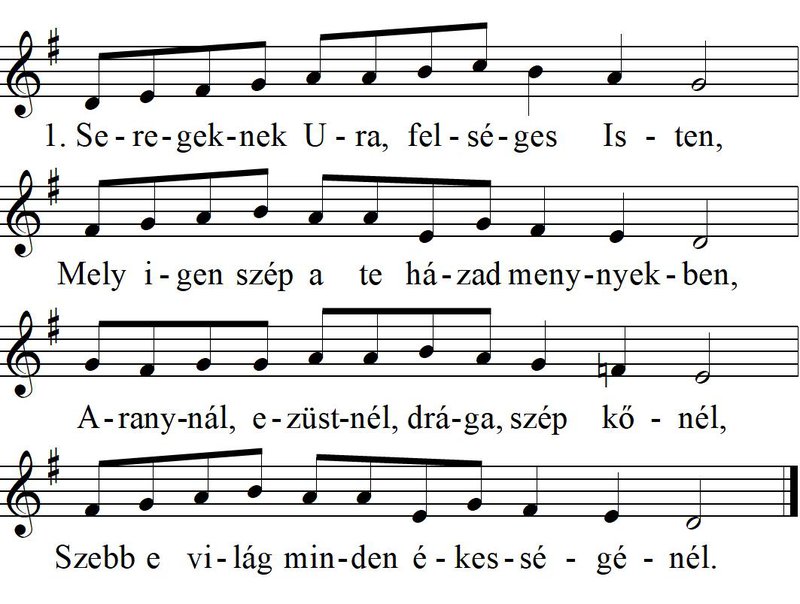 1. Se - re - gek - nek U - ra, fel - sé - ges Is - ten,
Mely i - gen szép a te há - zad meny - nyek - ben,
A - rany - nál, e - züst - nél, drá - ga, szép kő - nél,
Szebb e vi - lág min - den é - kes - sé - gé - nél.